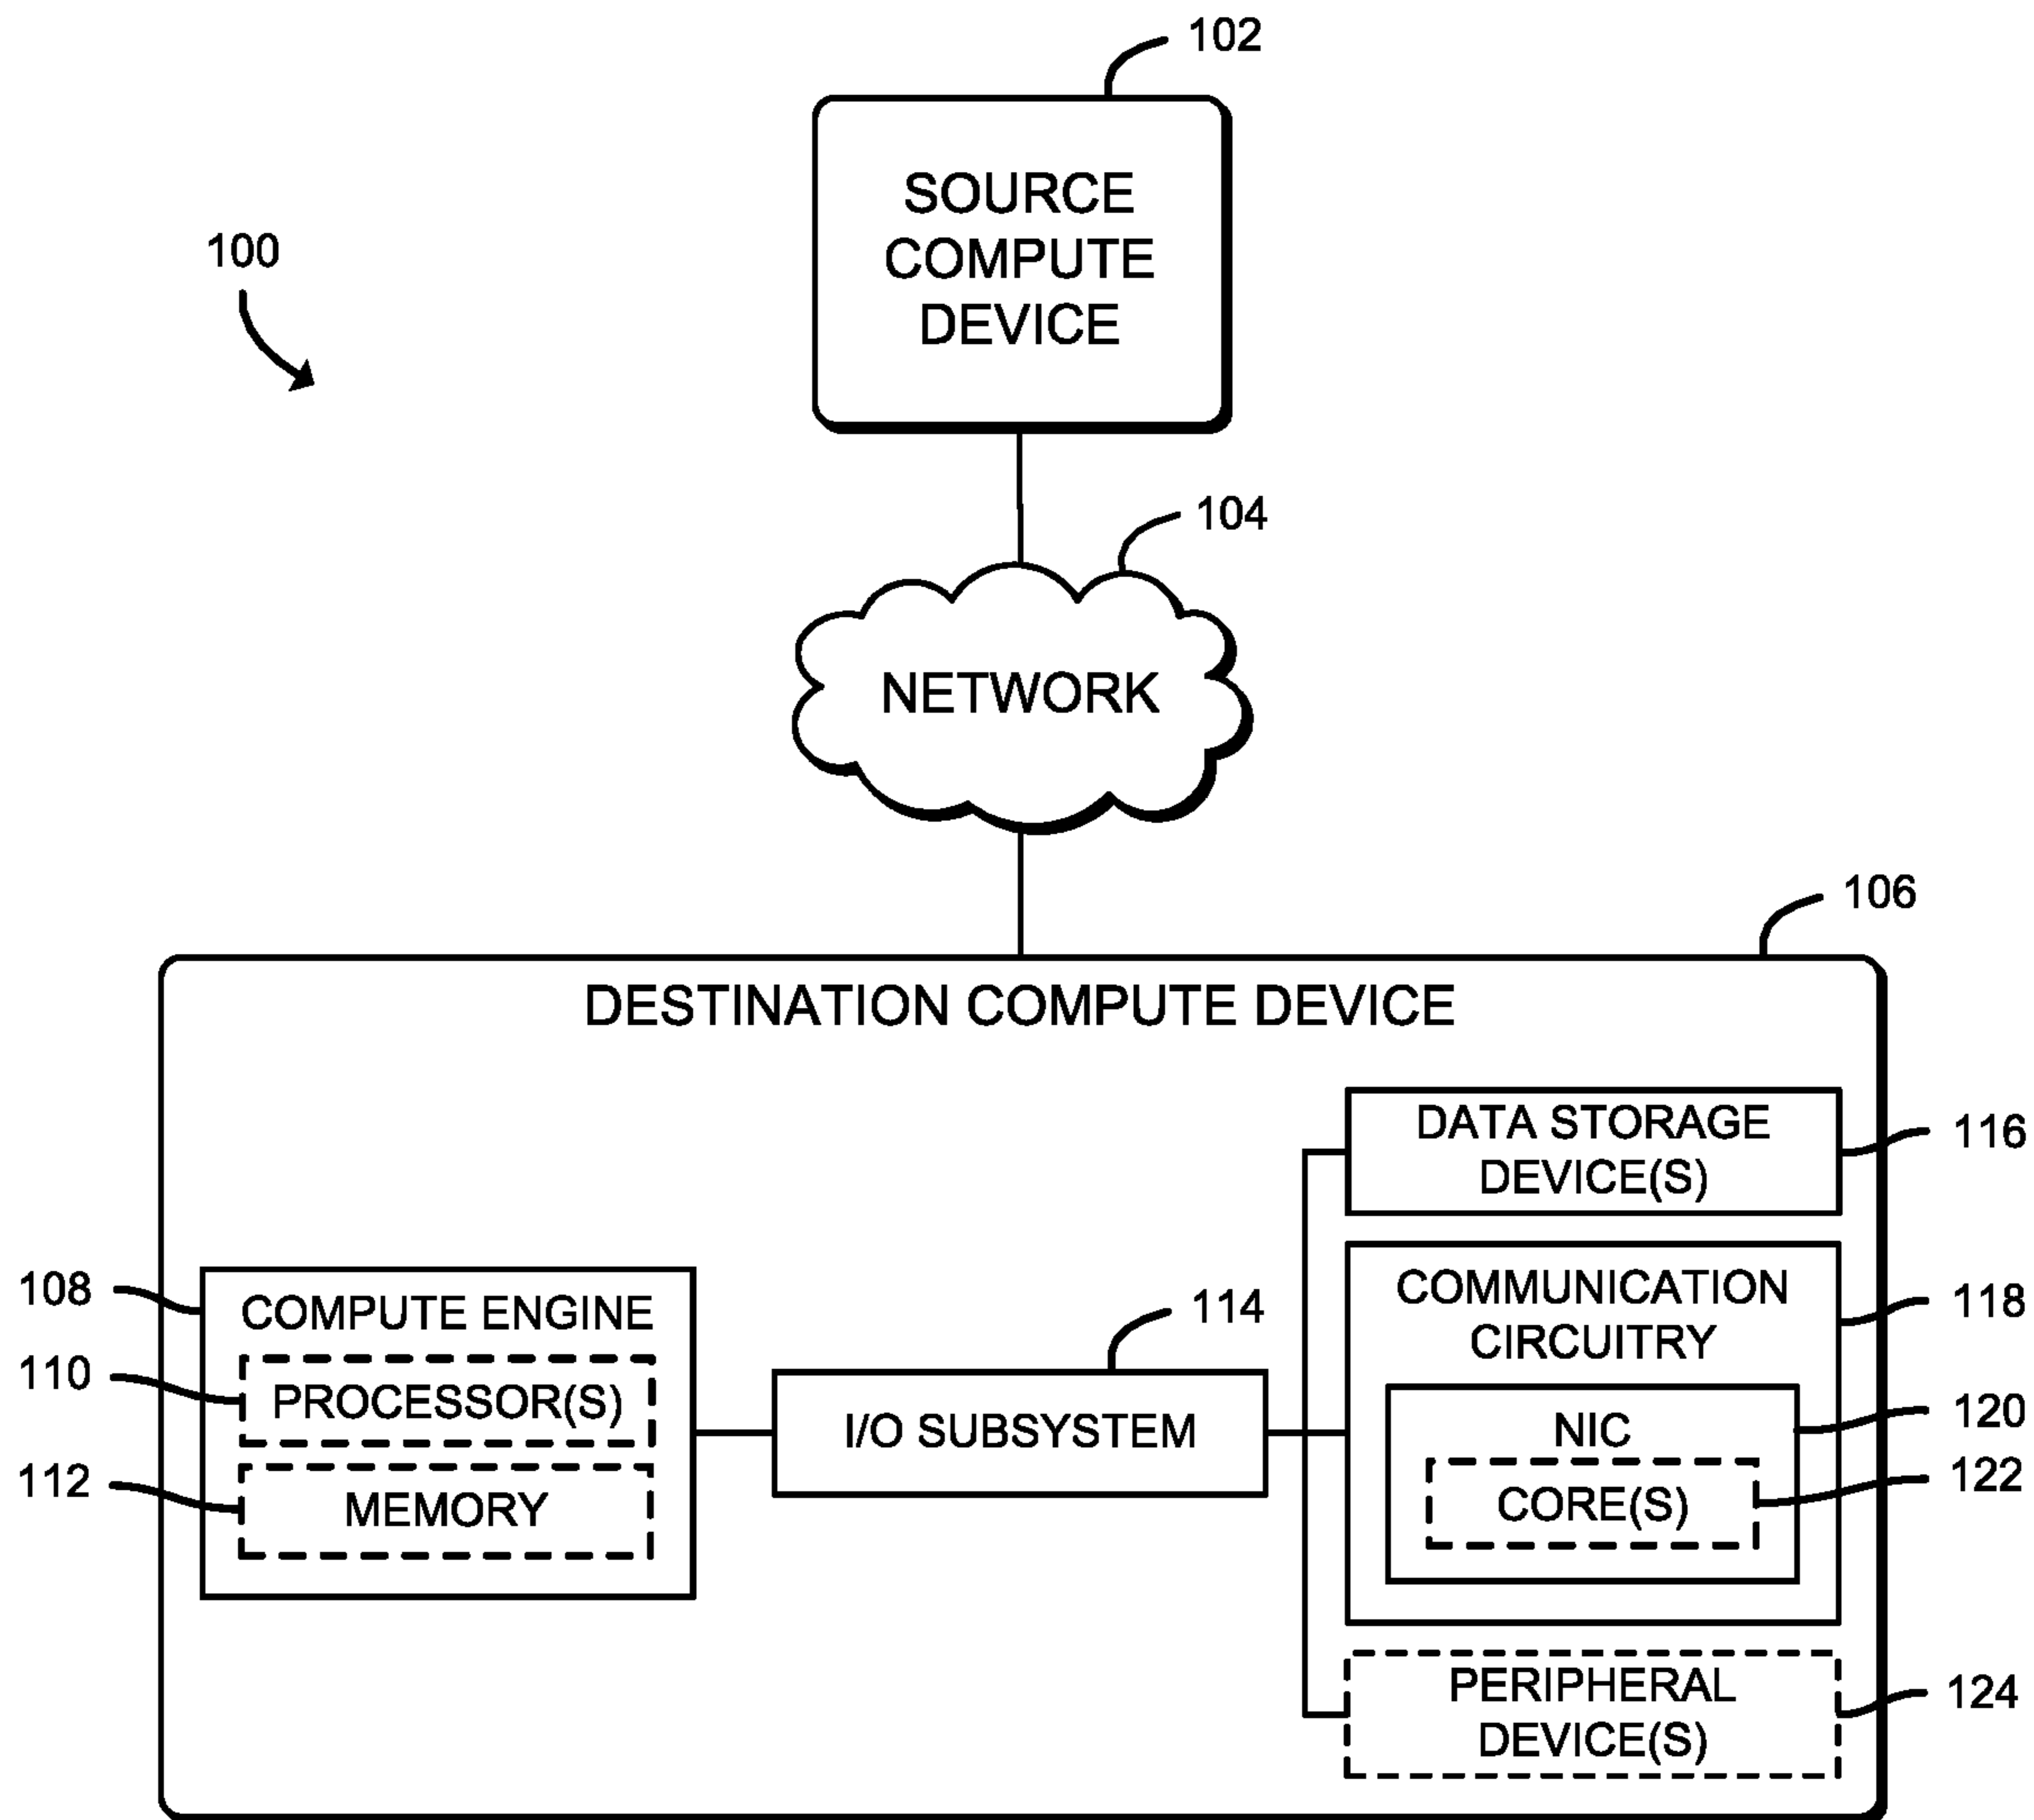 102
SOURCE
COMPUTE
DEVICE
100
104
NETWORK
106
DESTINATION COMPUTE DEVICE
DATA STORAGE
DEVICE(S)
116
108
COMPUTE ENGINE
110
PROCESSOR(S)
112
MEMORY
114
I/O SUBSYSTEM
COMMUNICATION
CIRCUITRY
118
NIC
120
CORE(S)
122
PERIPHERAL
DEVICE(S)
124